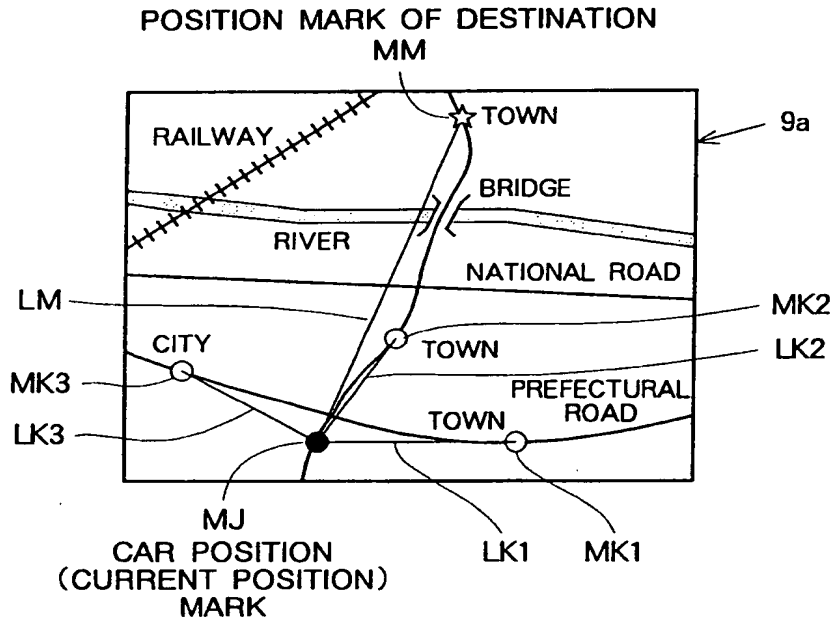 POSITION MARK OF DESTINATION
MM
TOWN
9a
RAILWAY
BRIDGE
RIVER
NATIONAL ROAD
LM
MK2
CITY
TOWN
LK2
MK3
PREFECTURAL
ROAD
TOWN
LK3
MJ
LK1
MK1
CAR POSITION
(CURRENT POSITION)
MARK